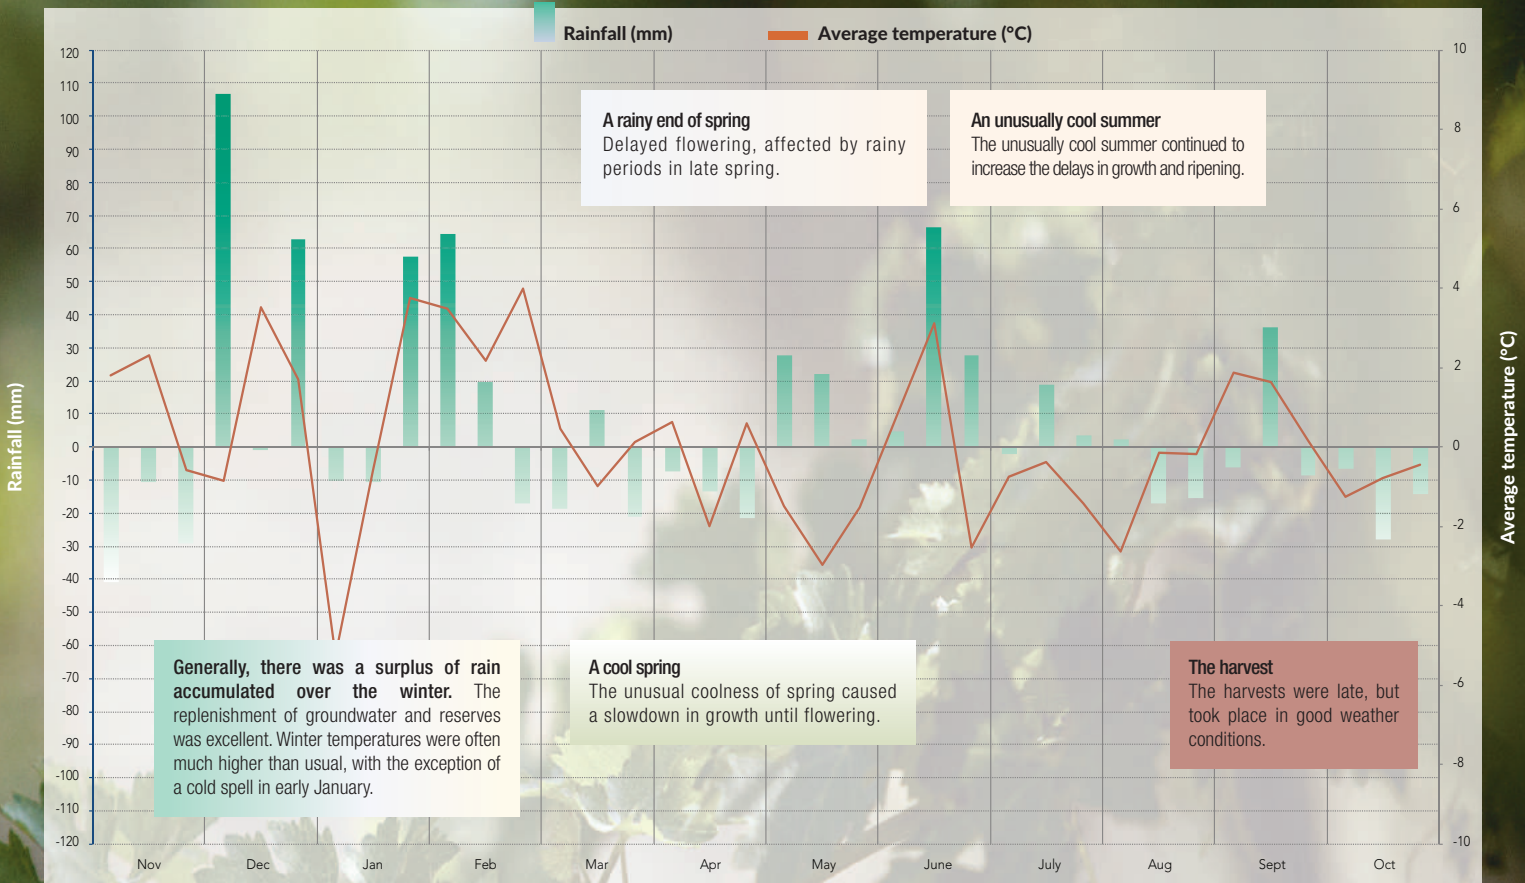 Rainfall (mm)
Average temperature (°C)
120
110
100
90
80
70
60
50
40
30
20
10
0
-10
-20
-30
-40
-50
-60
-70
-80
-90
-100
-110
-120
Rainfall (mm)
A rainy end of spring
Delayed flowering, affected by rainy
periods in late spring.
An unusually cool summer
The unusually cool summer continued to
increase the delays in growth and ripening.
Generally, there was a surplus of rain
accumulated over the winter. The
replenishment of groundwater and reserves
was excellent. Winter temperatures were often
much higher than usual, with the exception of
a cold spell in early January.
A cool spring
The unusual coolness of spring caused
a slowdown in growth until flowering.
The harvest
The harvests were late, but
took place in good weather
conditions.
10
8
6
4
2
0
-2
-4
-6
-8
-10
Average temperature (°C)
Nov
Dec
Jan
Feb
Mar
Apr
May
June
July
Aug
Sept
Oct